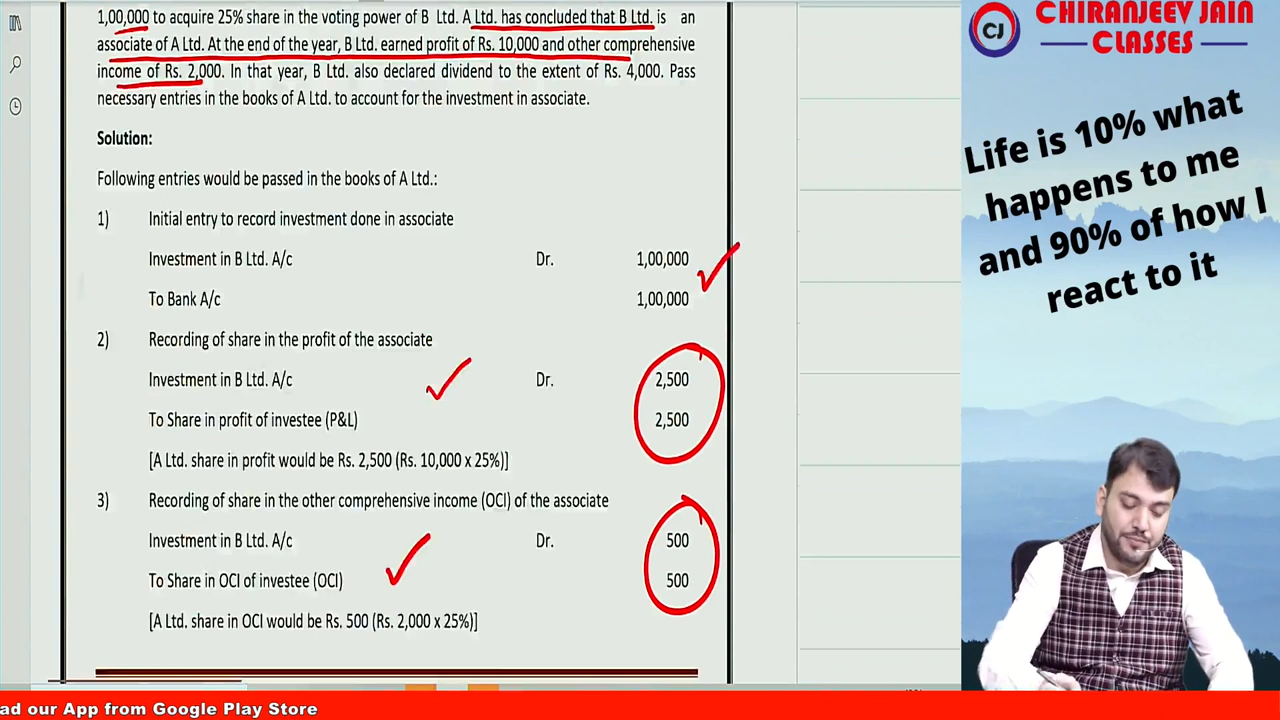 1,00,000 to acquire 25% share in the voting power of B Ltd. A Ltd. has concluded that B Ltd. is an
associate of A Ltd. At the end of the year, B Ltd. earned profit of Rs. 10,000 and other comprehensive
income of Rs. 2,000. In that year, B Ltd. also declared dividend to the extent of Rs. 4,000. Pass
necessary entries in the books of A Ltd. to account for the investment in associate.
Solution:
Following entries would be passed in the books of A Ltd.:
1) Initial entry to record investment done in associate
Investment in B Ltd. A/c Dr. 1,00,000
To Bank A/c 1,00,000
2) Recording of share in the profit of the associate
Investment in B Ltd. A/c Dr. 2,500
To Share in profit of investee (P&L) 2,500
[A Ltd. share in profit would be Rs. 2,500 (Rs. 10,000 x 25%)]
3) Recording of share in the other comprehensive income (OCI) of the associate
Investment in B Ltd. A/c Dr. 500
To Share in OCI of investee (OCI) 500
[A Ltd. share in OCI would be Rs. 500 (Rs. 2,000 x 25%)]
CJ
CHIRANJEEV JAIN
CLASSES
Life is 10% what
happens to me
and 90% of how I
react to it
ad our App from Google Play Store